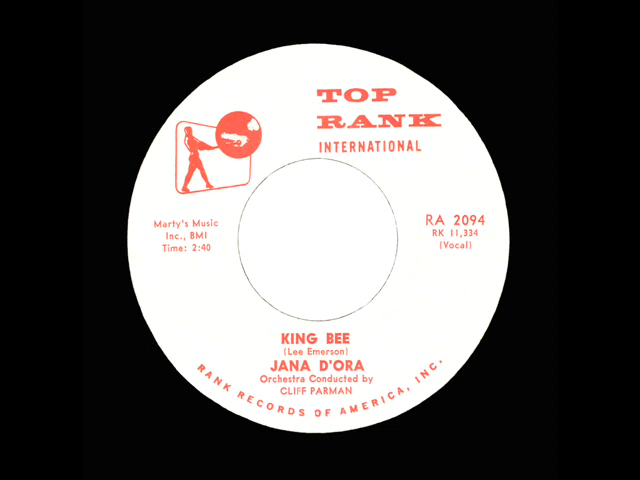 TOP
RANK
INTERNATIONAL
Marty's Music
Inc., BMI
Time: 2:40
RA 2094
RK 11,334
(Vocal)
KING BEE
(Lee Emerson)
JANA D'ORA
Orchestra Conducted by
CLIFF PARMAN
RANK RECORDS OF AMERICA, INC.